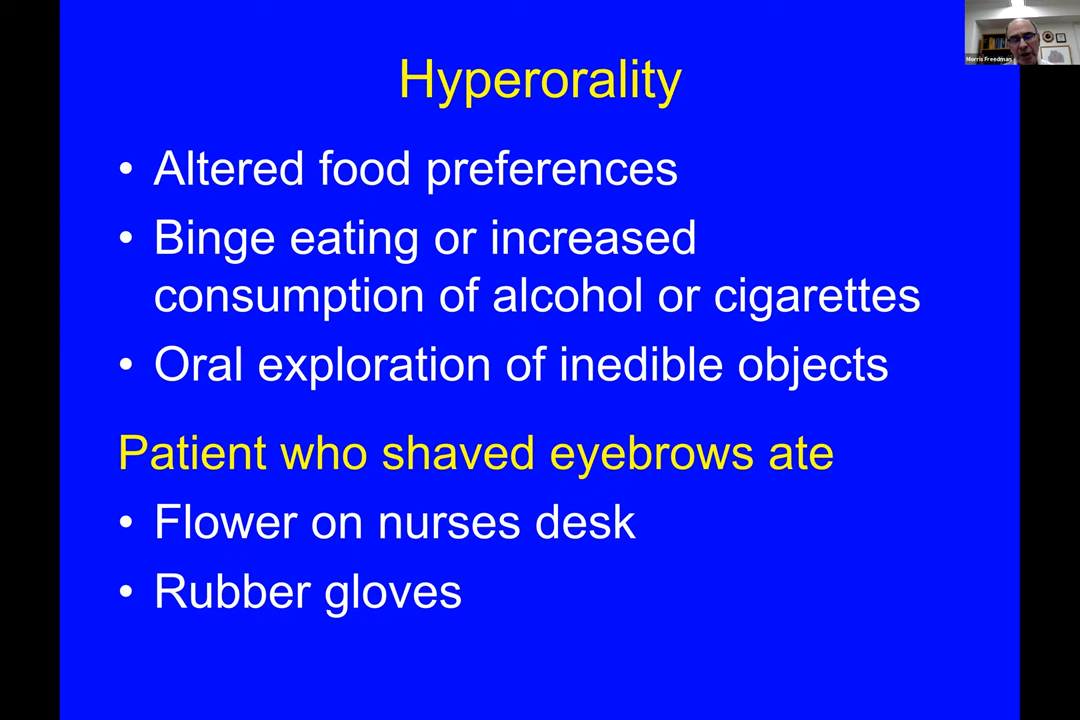 Morris Freedman
Hyperorality
• Altered food preferences
• Binge eating or increased
consumption of alcohol or cigarettes
• Oral exploration of inedible objects
Patient who shaved eyebrows ate
• Flower on nurses desk
• Rubber gloves